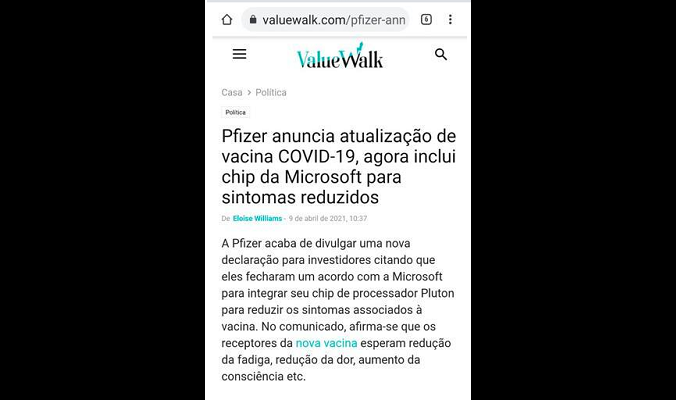 valuewalk.com/pfizer-ann
6
ValueWalk
Casa > Política
Política
Pfizer anuncia atualização de
vacina COVID-19, agora inclui
chip da Microsoft para
sintomas reduzidos
De Eloise Williams - 9 de abril de 2021, 10:37
A Pfizer acaba de divulgar uma nova
declaração para investidores citando que
eles fecharam um acordo com a Microsoft
para integrar seu chip de processador Pluton
para reduzir os sintomas associados à
vacina. No comunicado, afirma-se que os
receptores da nova vacina esperam redução
da fadiga, redução da dor, aumento da
consciência etc.